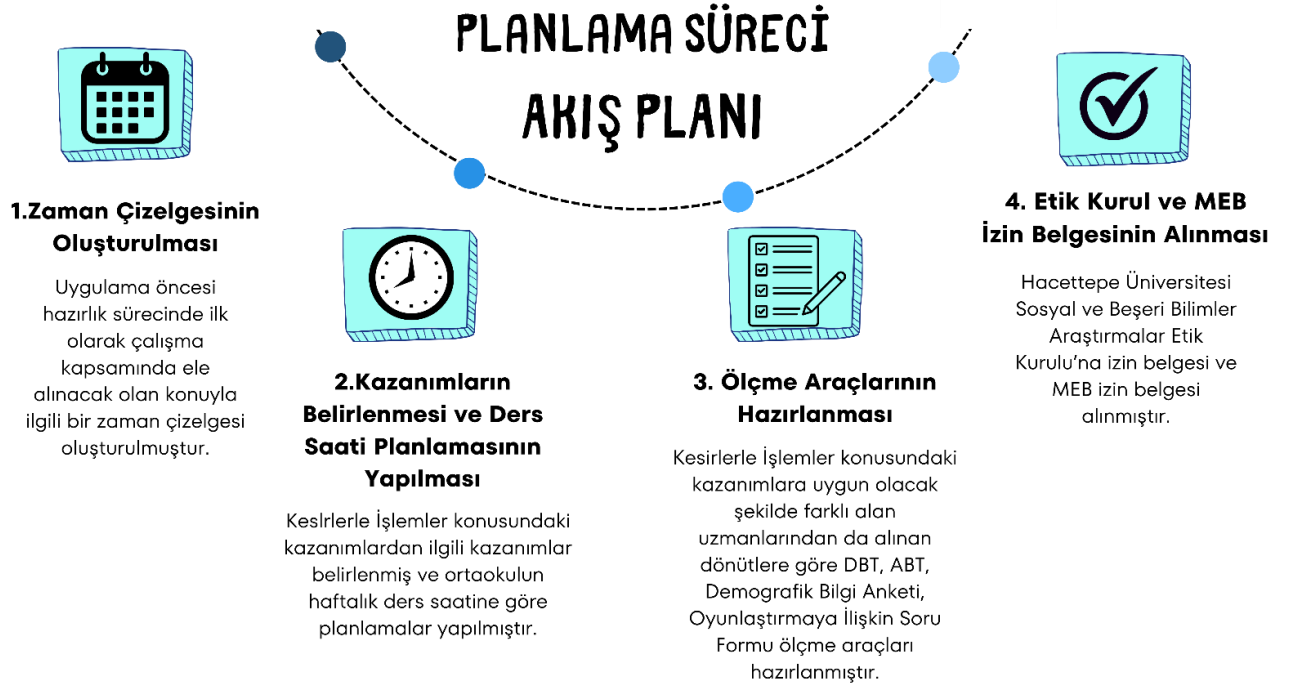 PLANLAMA SÜRECİ
AKIŞ PLANI
1.Zaman Çizelgesinin
Oluşturulması
Uygulama öncesi
hazırlık sürecinde ilk
olarak çalışma
kapsamında ele
alınacak olan konuyla
ilgili bir zaman çizelgesi
oluşturulmuştur.
2.Kazanımların
Belirlenmesi ve Ders
Saati Planlamasının
Yapılması
Kesİrlerle İşlemler konusundaki
kazanımlardan ilgili kazanımlar
belirlenmiş ve ortaokulun
haftalık ders saatine göre
planlamalar yapılmıştır.
3. Ölçme Araçlarının
Hazırlanması
Kesirlerle İşlemler konusundaki
kazanımlara uygun olacak
şekilde farklı alan
uzmanlarından da alınan
dönütlere göre DBT, ABT,
Demografik Bilgi Anketi,
Oyunlaştırmaya İlişkin Soru
Formu ölçme araçları
hazırlanmıştır.
4. Etik Kurul ve MEB
İzin Belgesinin Alınması
Hacettepe Üniversitesi
Sosyal ve Beşeri Bilimler
Araştırmalar Etik
Kurulu’na izin belgesi ve
MEB izin belgesi
alınmıştır.